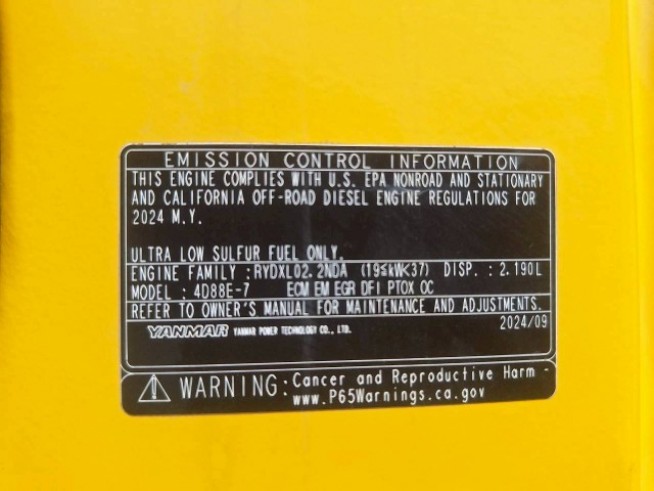 EMISSION CONTROL INFORMATION
THIS ENGINE COMPLIES WITH U.S. EPA NONROAD AND STATIONARY
AND CALIFORNIA OFF-ROAD DIESEL ENGINE REGULATIONS FOR
2024 M.Y.
ULTRA LOW SULFUR FUEL ONLY.
ENGINE FAMILY :RYDXL02.2NDA (19≤kW<37) DISP. : 2.190L
MODEL : 4D88E-7 ECM EM EGR DFI PTOX OC
REFER TO OWNER'S MANUAL FOR MAINTENANCE AND ADJUSTMENTS.
2024/09
YANMAR YANMAR POWER TECHNOLOGY CO., LTD.
WARNING: Cancer and Reproductive Harm -
www.P65Warnings.ca.gov